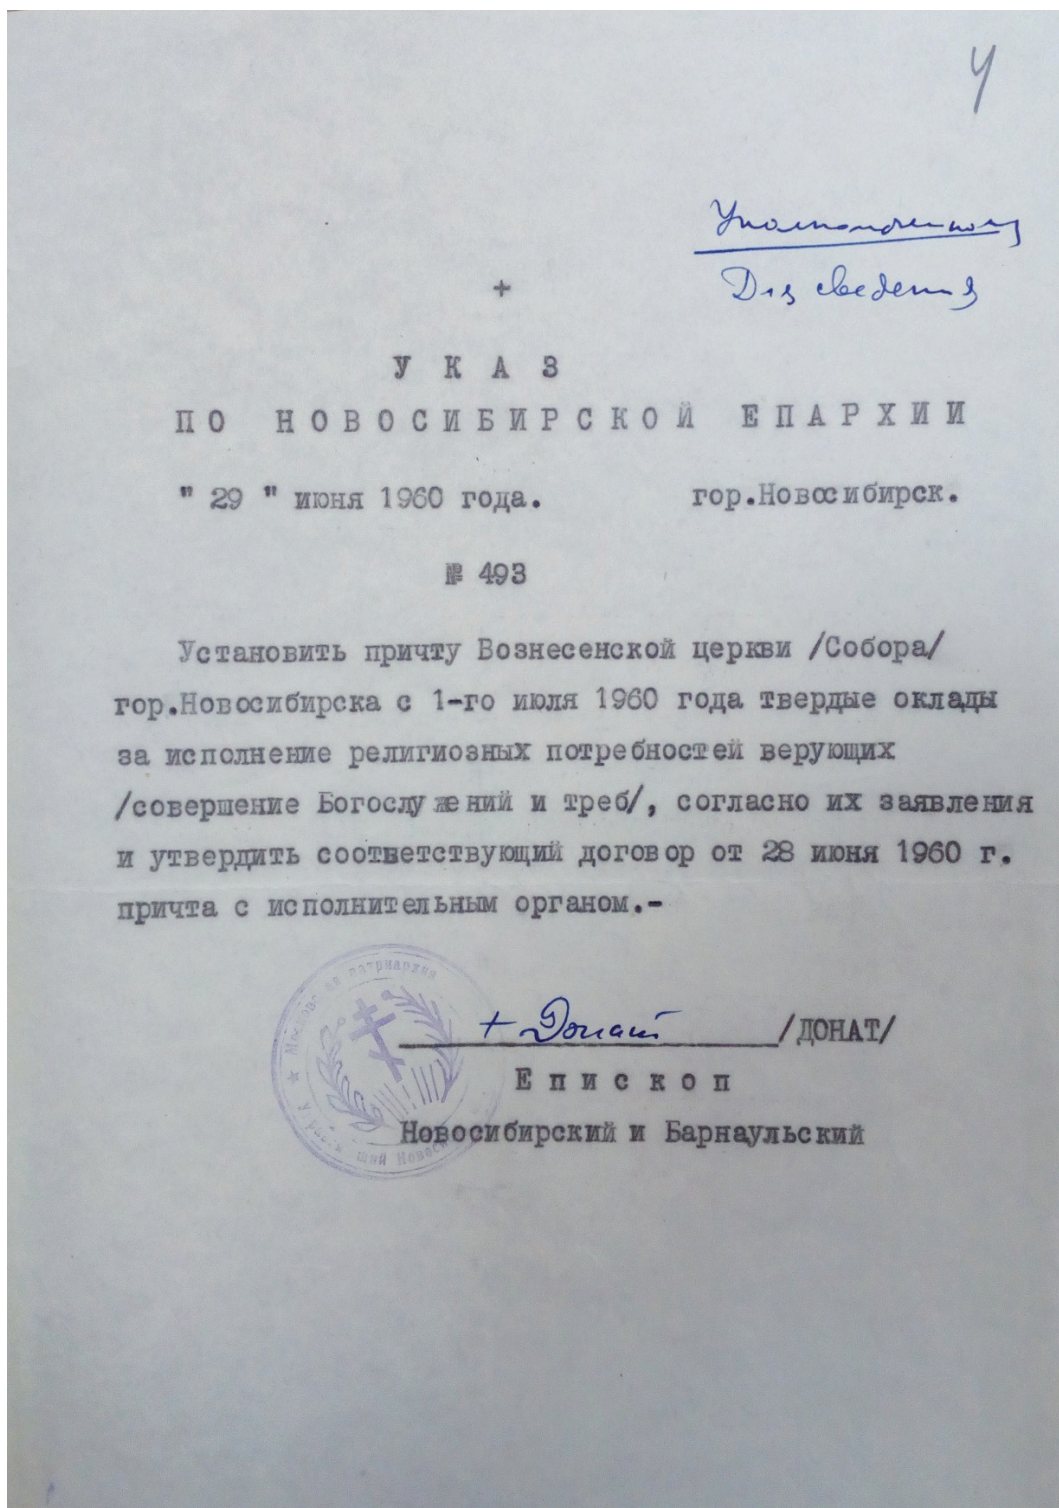 4
Уполномоченному
Для сведения
+
У К А З
ПО НОВОСИБИРСКОЙ ЕПАРХИИ
" 29 " июня 1960 года. гор.Новосибирск.
№ 493
Установить причту Вознесенской церкви /Собора/
гор.Новосибирска с 1-го июля 1960 года твердые оклады
за исполнение религиозных потребностей верующих
/совершение Богослужений и треб/, согласно их заявления
и утвердить соответствующий договор от 28 июня 1960 г.
причта с исполнительным органом.-
патриархия
+ Донат /ДОНАТ/
Е п и с к о п
Новосибирский и Барнаульский